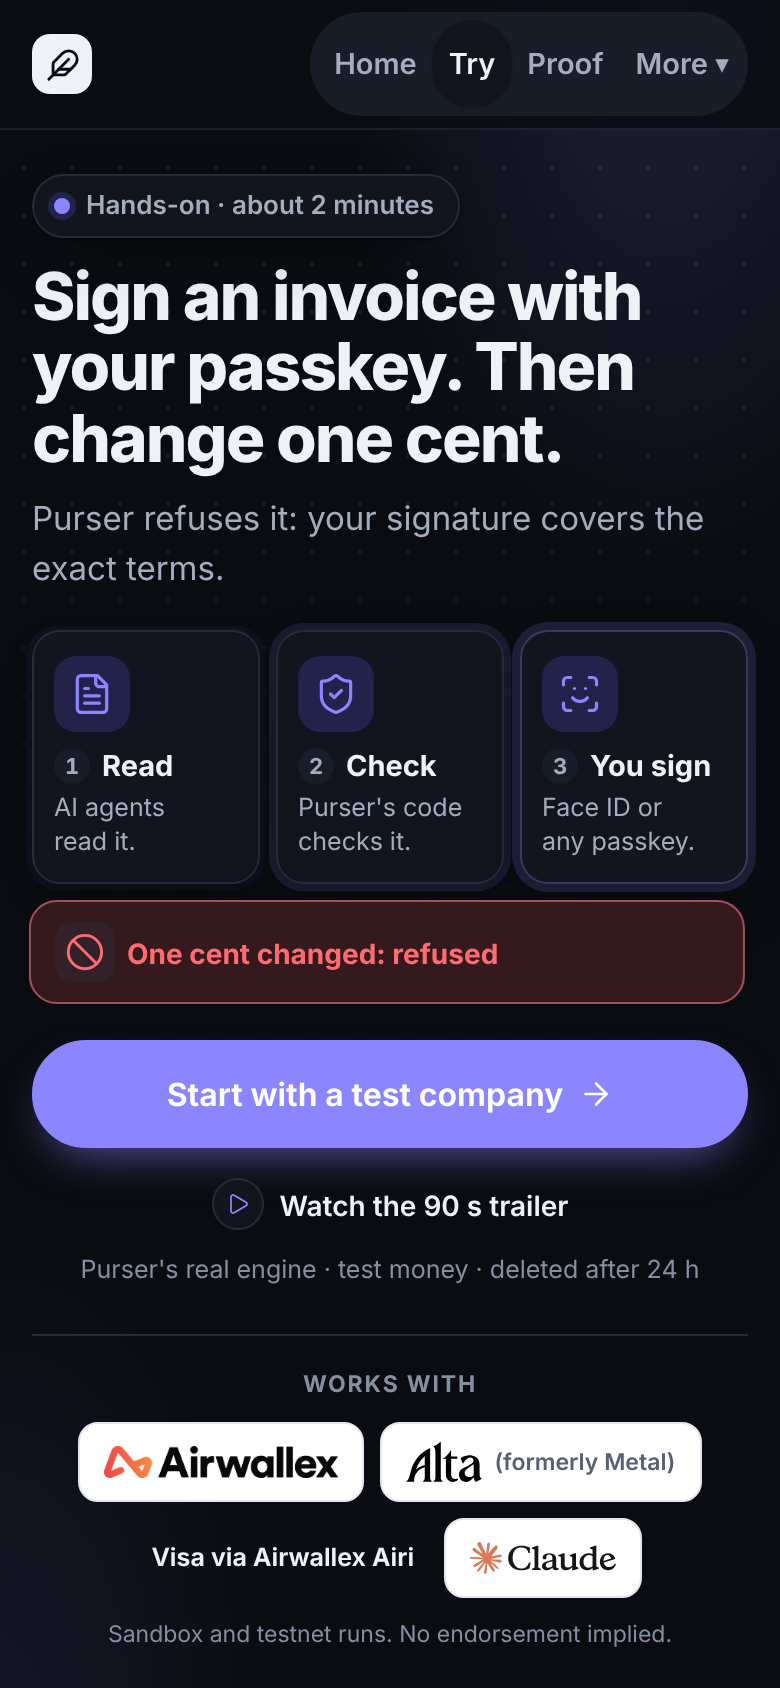 Home Try Proof More ▾
Hands-on · about 2 minutes
Sign an invoice with
your passkey. Then
change one cent.
Purser refuses it: your signature covers the
exact terms.
1 Read
AI agents
read it.
2 Check
Purser's code
checks it.
3 You sign
Face ID or
any passkey.
One cent changed: refused
Start with a test company →
Watch the 90 s trailer
Purser's real engine · test money · deleted after 24 h
WORKS WITH
Airwallex
Alta (formerly Metal)
Visa via Airwallex Airi
Claude
Sandbox and testnet runs. No endorsement implied.